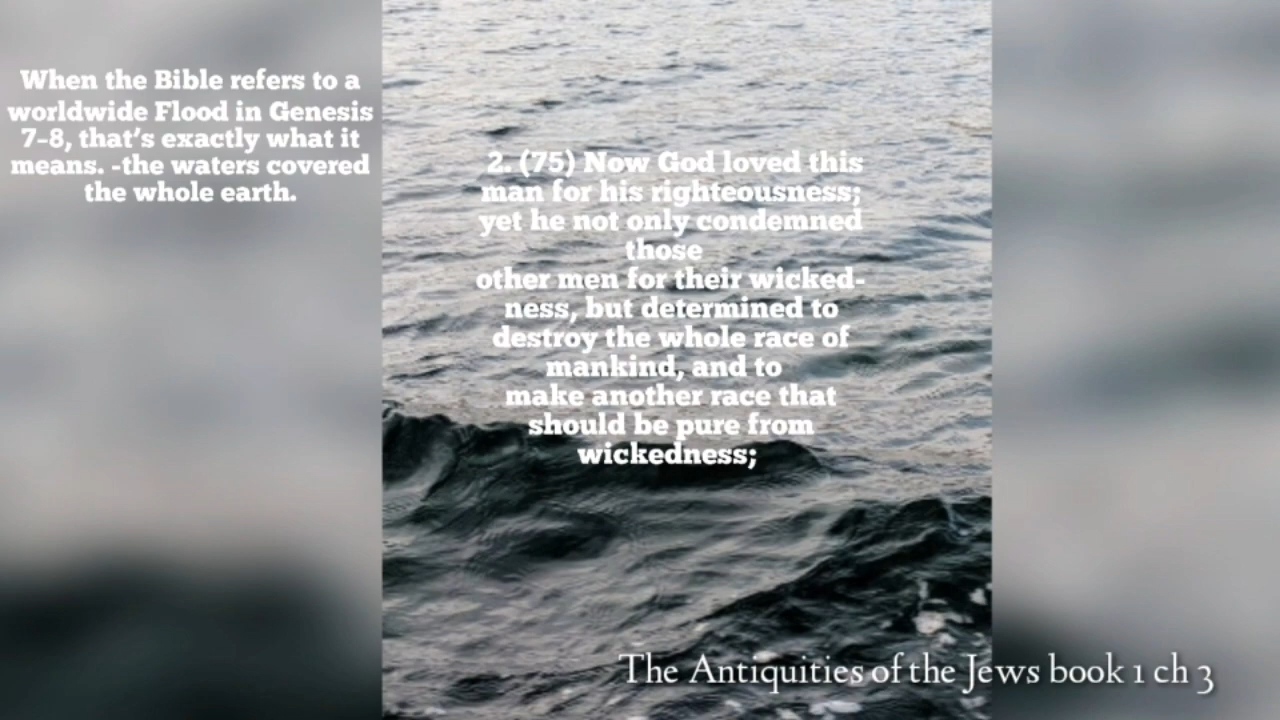 When the Bible refers to a
worldwide Flood in Genesis
7-8, that's exactly what it
means. -the waters covered
the whole earth.
2. (75) Now God loved this
man for his righteousness;
yet he not only condemned
those
other men for their wicked-
ness, but determined to
destroy the whole race of
mankind, and to
make another race that
should be pure from
wickedness;
The Antiquities of the Jews book 1 ch 3